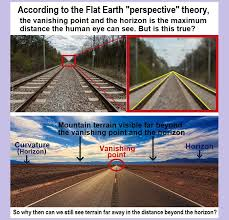 According to the Flat Earth "perspective" theory,
the vanishing point and the horizon is the maximum
distance the human eye can see. But is this true?
Mountain terrain visible far beyond
the vanishing point and the horizon
Curvature
(Horizon)
Vanishing
point
Horizon
So why then can we still see terrain far away in the distance beyond the horizon?